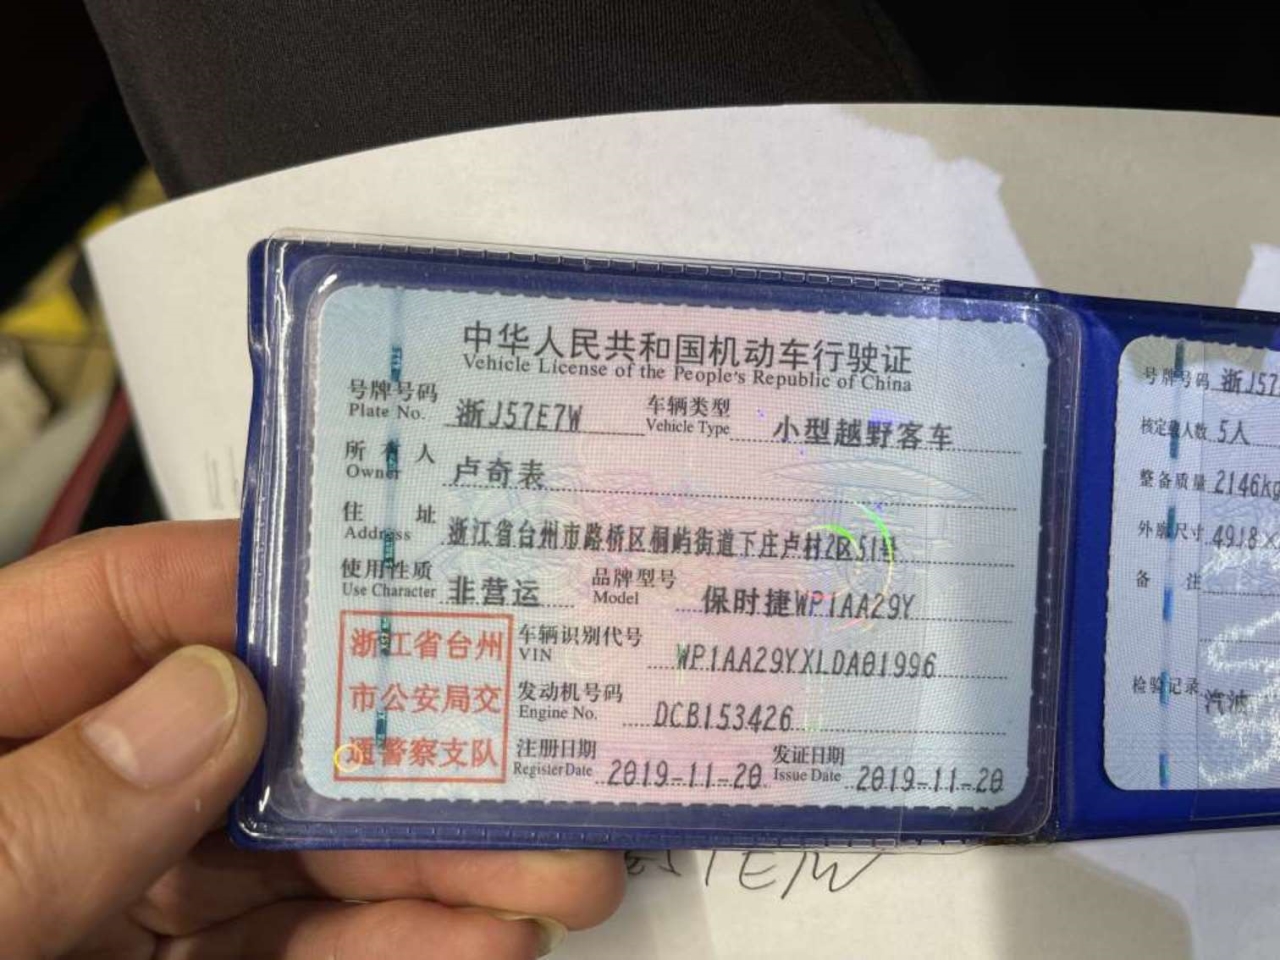 中华人民共和国机动车行驶证
Vehicle License of the People's Republic of China
号牌号码 Plate No. 浙J57E7W 车辆类型 Vehicle Type 小型越野客车
所有人 Owner 卢奇表
住址 Address 浙江省台州市路桥区桐屿街道下庄卢村2区51号
使用性质 Use Character 非营运 品牌型号 Model 保时捷WP1AA29Y
浙江省台州
市公安局交
通警察支队
车辆识别代号 VIN WP1AA29YXLDA01996
发动机号码 Engine No. DCB153426
注册日期 Register Date 2019-11-20 发证日期 Issue Date 2019-11-20
号牌号码 浙J57
核定载人数 5人
整备质量 2146kg
外廓尺寸 4918×
备注
检验记录 汽油